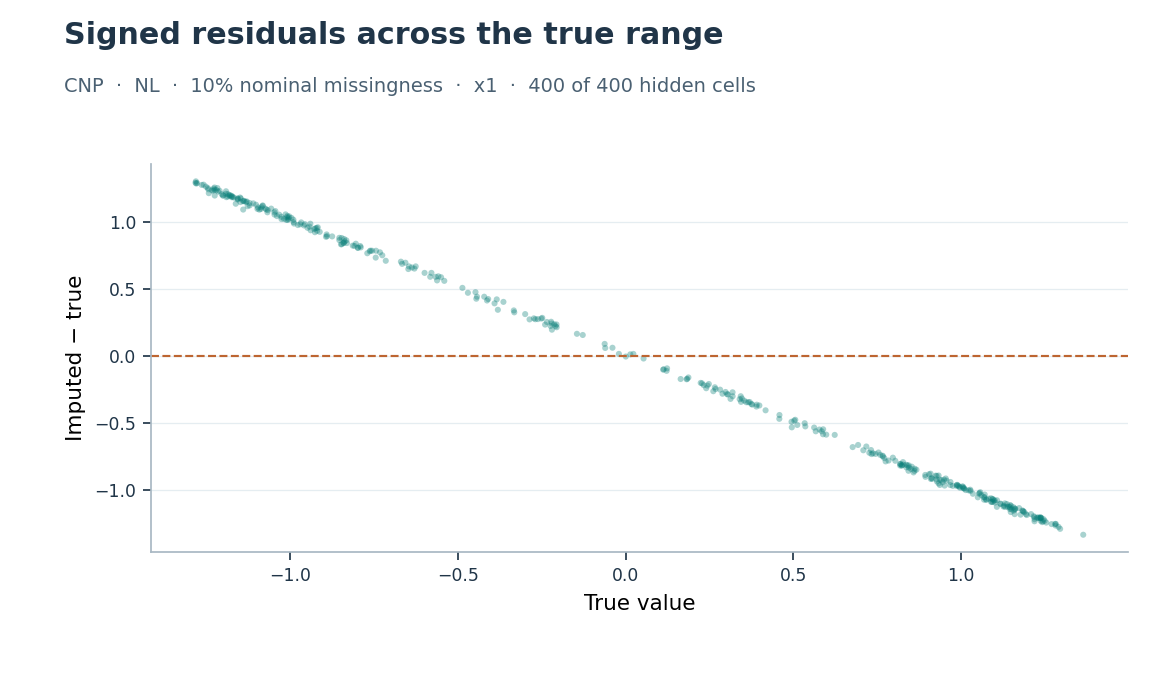 Signed residuals across the true range
CNP · NL · 10% nominal missingness · x1 · 400 of 400 hidden cells
Imputed − true
1.0
0.5
0.0
−0.5
−1.0
−1.0
−0.5
0.0
0.5
1.0
True value